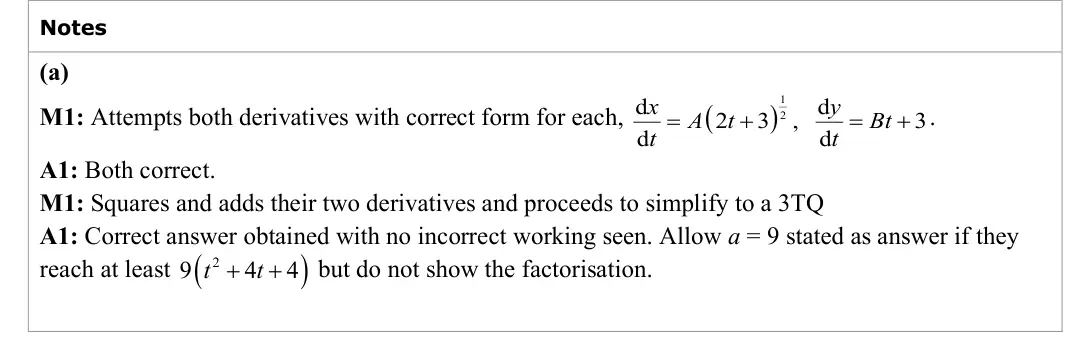 Notes
(a)
M1: Attempts both derivatives with correct form for each, dx/dt = A(2t + 3)^(1/2), dy/dt = Bt + 3.
A1: Both correct.
M1: Squares and adds their two derivatives and proceeds to simplify to a 3TQ
A1: Correct answer obtained with no incorrect working seen. Allow a = 9 stated as answer if they
reach at least 9(t² + 4t + 4) but do not show the factorisation.